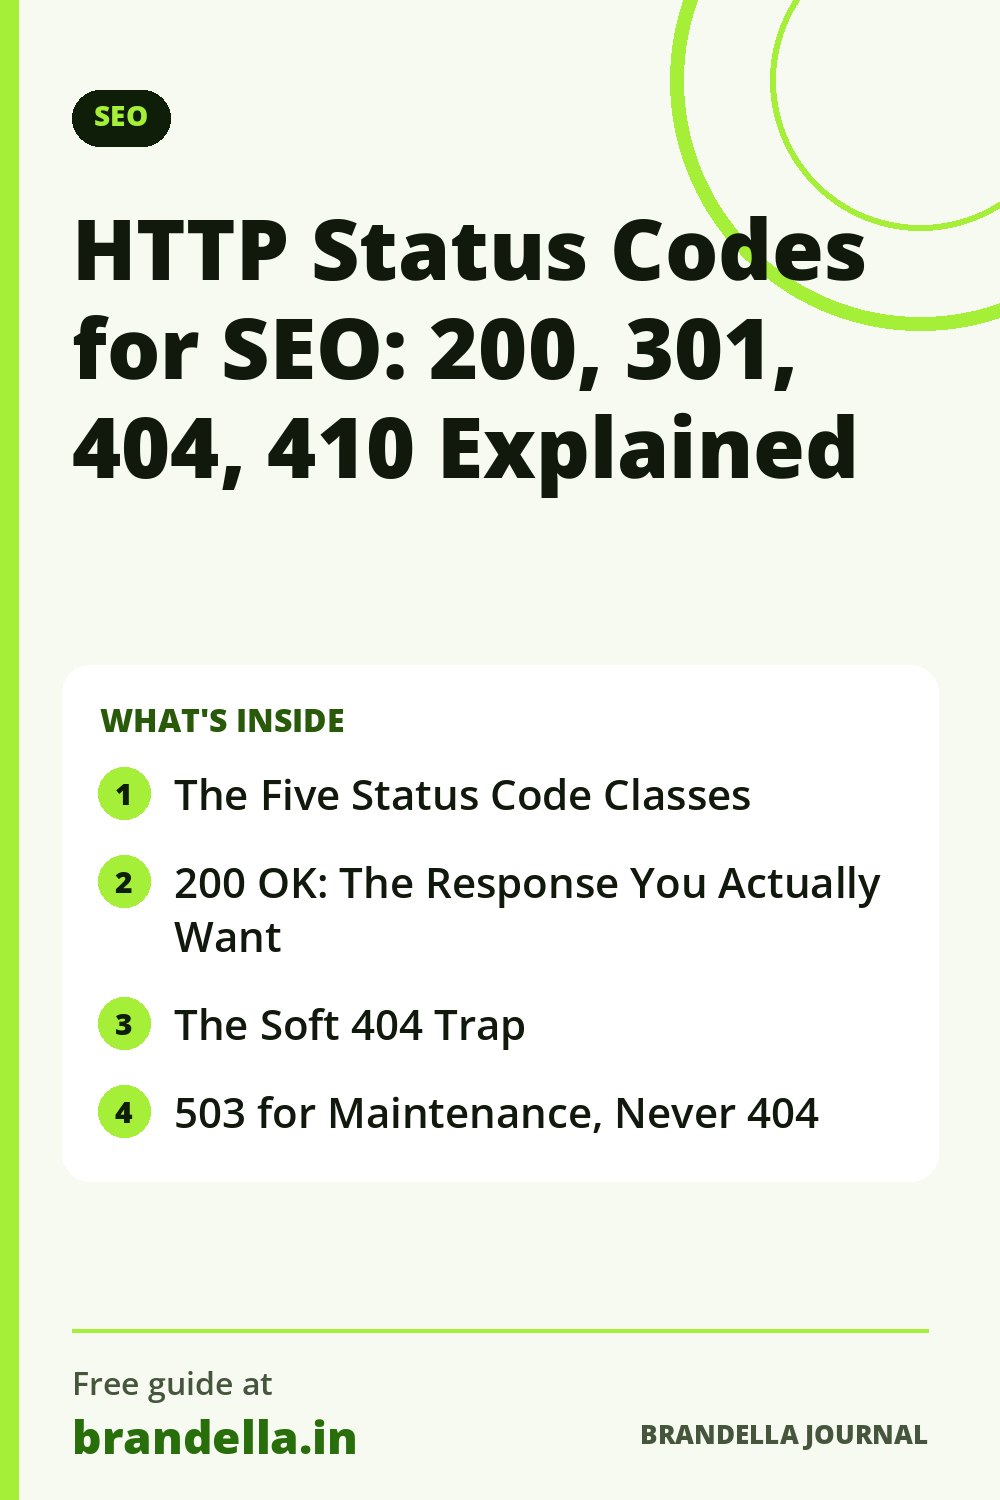 SEO
HTTP Status Codes
for SEO: 200, 301,
404, 410 Explained
WHAT'S INSIDE
1 The Five Status Code Classes
2 200 OK: The Response You Actually
Want
3 The Soft 404 Trap
4 503 for Maintenance, Never 404
Free guide at
brandella.in
BRANDELLA JOURNAL